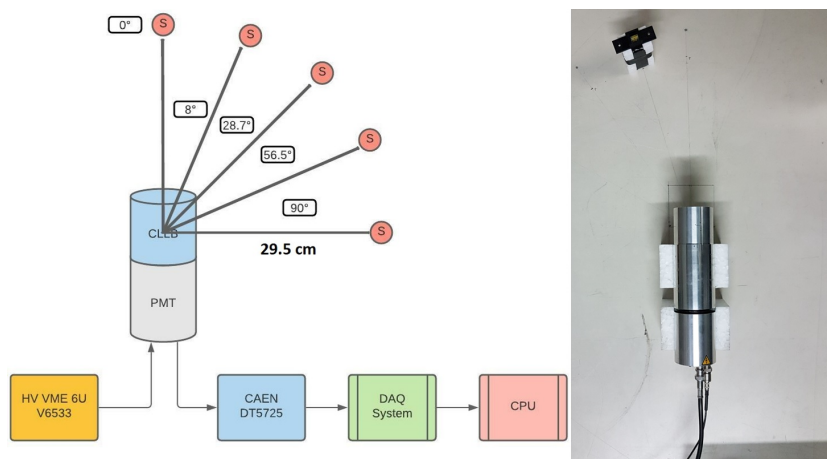 0°
S
S
S
8°
28.7°
S
56.5°
90°
CLLB
S
29.5 cm
PMT
HV VME 6U
V6533
CAEN
DT5725
DAQ
System
CPU